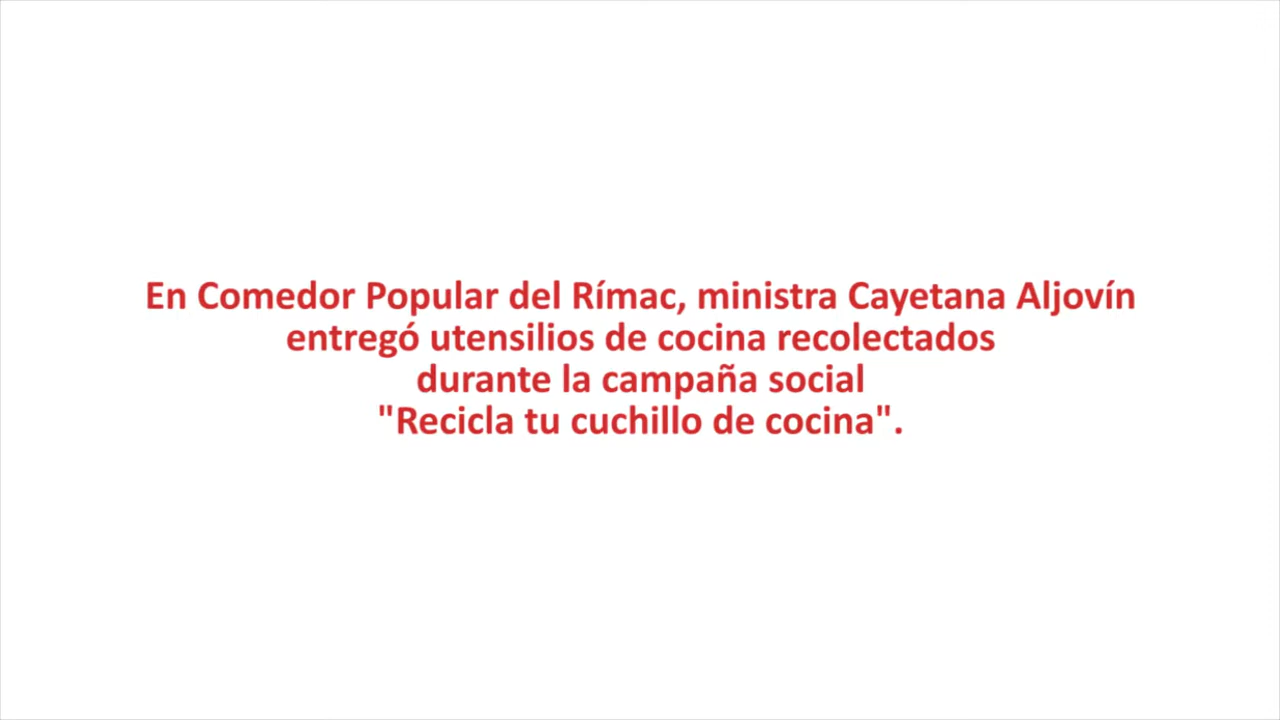 En Comedor Popular del Rímac, ministra Cayetana Aljovín
entregó utensilios de cocina recolectados
durante la campaña social
"Recicla tu cuchillo de cocina".